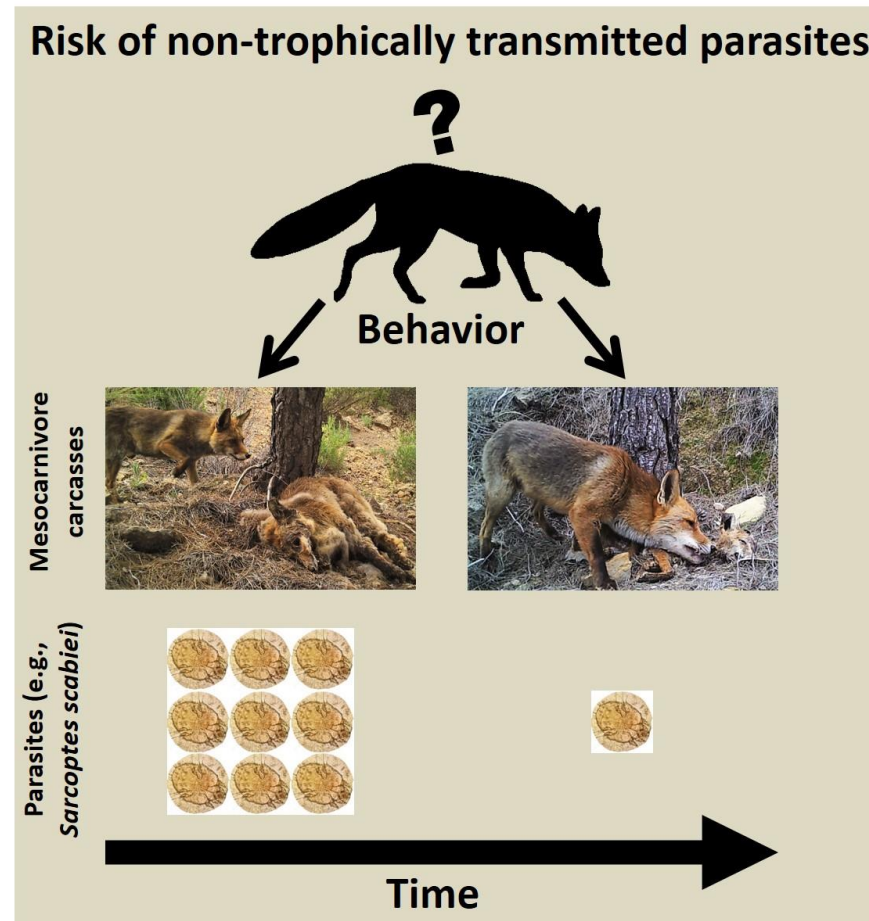 Risk of non-trophically transmitted parasites
?
Behavior
Mesocarnivore
carcasses
Parasites (e.g.,
Sarcoptes scabiei)
Time